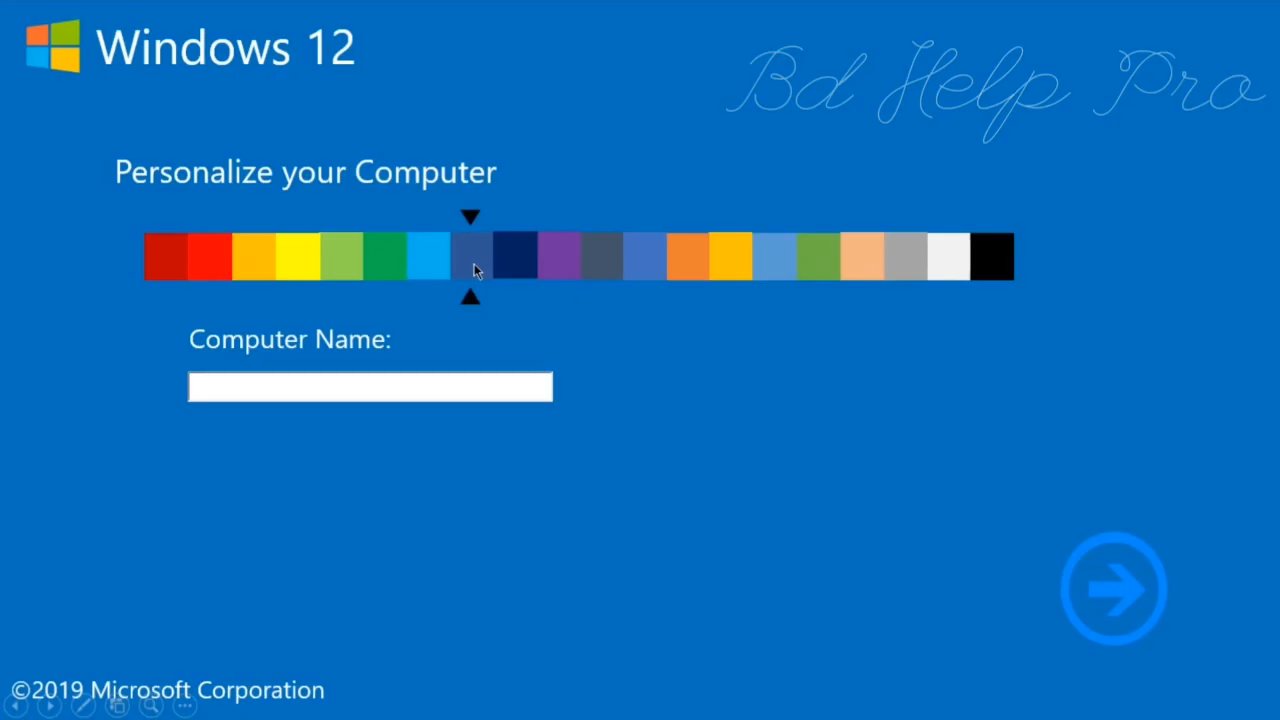 Windows 12
Bd Help Pro
Personalize your Computer
Computer Name:
©2019 Microsoft Corporation